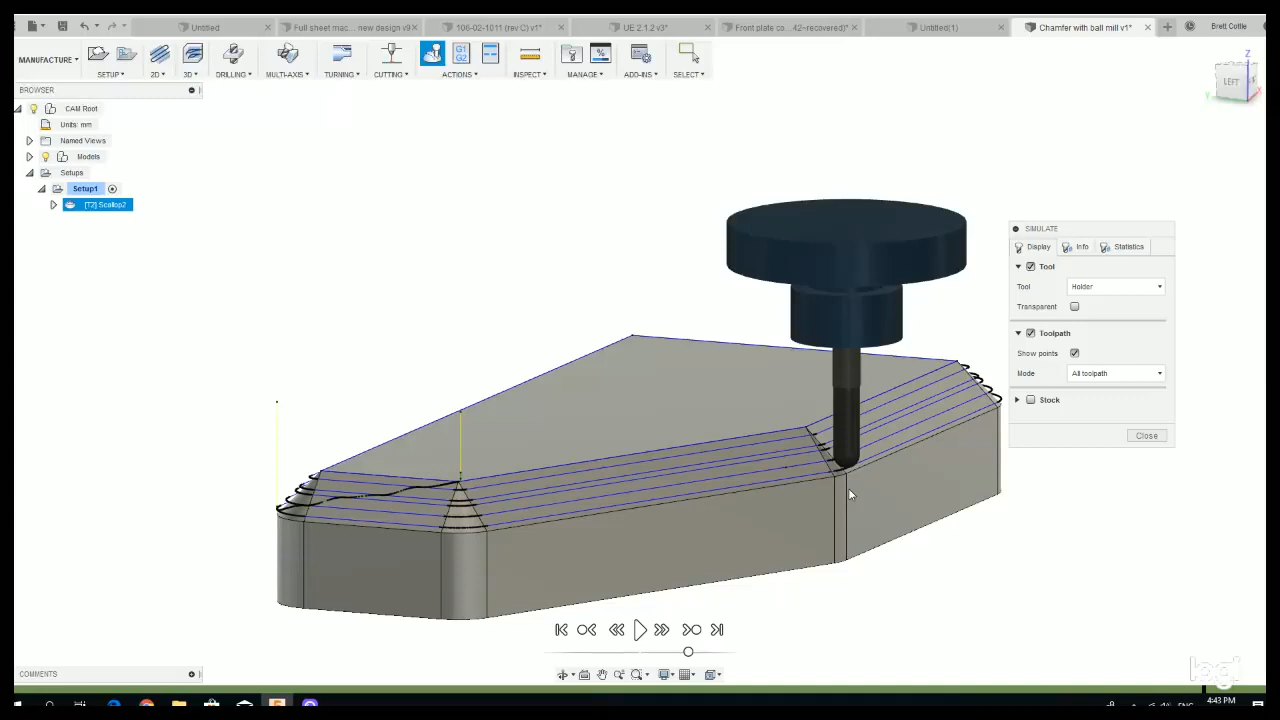 Untitled
Full sheet mac... new design v9*
106-02-1011 (rev C) v1*
UE 2.1.2 v3*
Front plate co... 42~recovered)*
Untitled(1)
Chamfer with ball mill v1*
Brett Cottle
MANUFACTURE
SETUP
2D
3D
DRILLING
MULTI-AXIS
TURNING
CUTTING
G1
G2
ACTIONS
INSPECT
MANAGE
ADD-INS
SELECT
BROWSER
CAM Root
Units: mm
Named Views
Models
Setups
Setup1
[T2] Scallop2
Z
LEFT
SIMULATE
Display
Info
Statistics
Tool
Tool
Holder
Transparent
Toolpath
Show points
Mode
All toolpath
Stock
Close
COMMENTS
ENG
4:43 PM